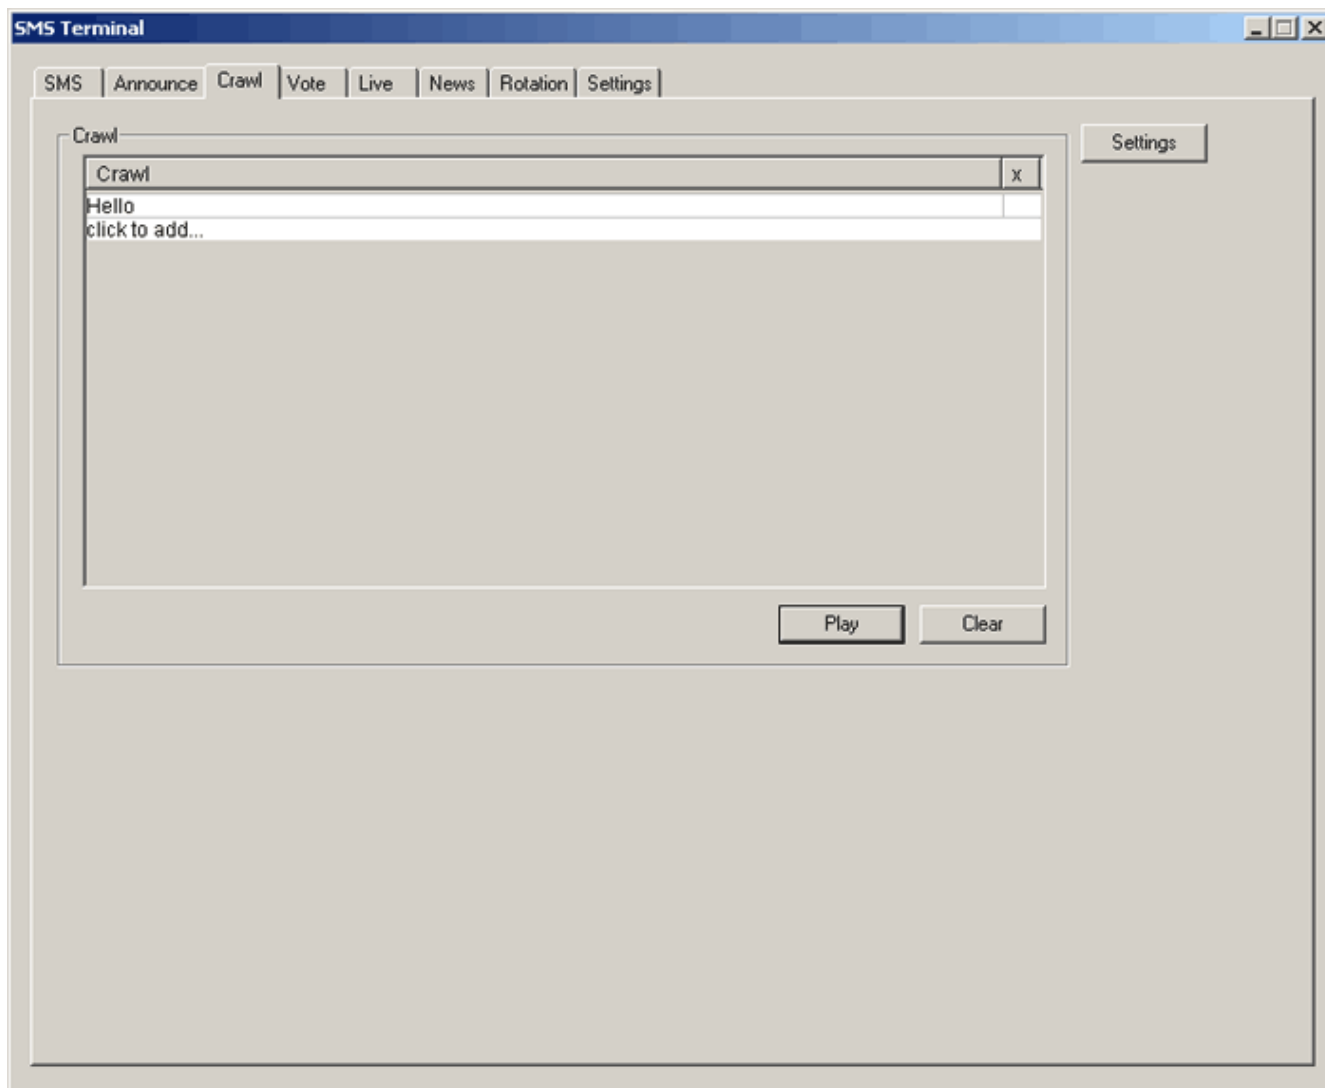 SMS Terminal
SMS Announce Crawl Vote Live News Rotation Settings
Crawl
Settings
Crawl x
Hello
click to add...
Play Clear